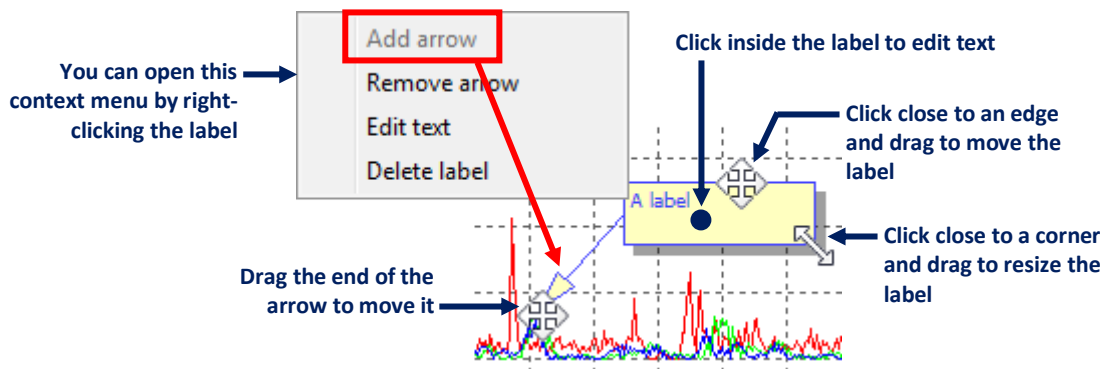 Add arrow
Remove arrow
Edit text
Delete label
You can open this
context menu by right-
clicking the label
Click inside the label to edit text
Click close to an edge
and drag to move the
label
A label
Click close to a corner
and drag to resize the
label
Drag the end of the
arrow to move it